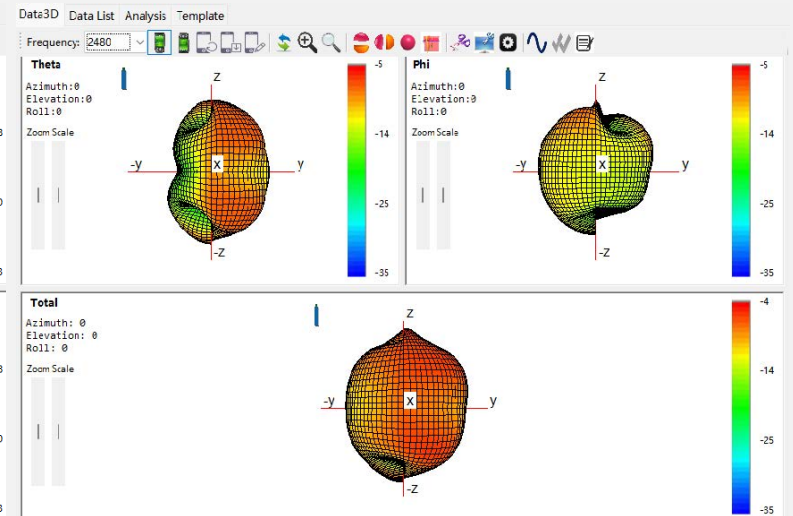 Data3D Data List Analysis Template
Frequency: 2480
Theta
Azimuth:0
Elevation:0
Roll:0
Zoom Scale
z
-y
x
y
-z
-5
-14
-25
-35
Phi
Azimuth:0
Elevation:0
Roll:0
Zoom Scale
z
-y
x
y
-z
-5
-14
-25
-35
Total
Azimuth: 0
Elevation: 0
Roll: 0
Zoom Scale
z
-y
x
y
-z
-4
-14
-25
-35